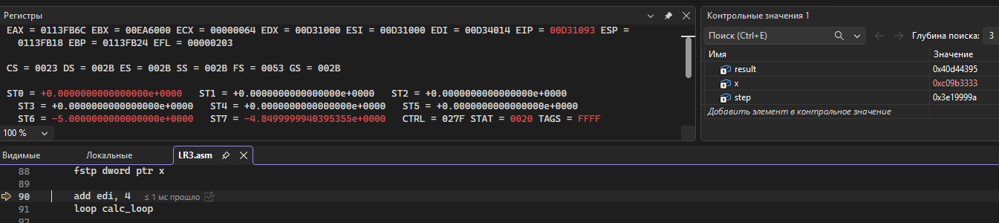 Регистры
EAX = 0113FB6C EBX = 00EA6000 ECX = 00000064 EDX = 00D31000 ESI = 00D31000 EDI = 00D34014 EIP = 00D31093 ESP =
0113FB18 EBP = 0113FB24 EFL = 00000203
CS = 0023 DS = 002B ES = 002B SS = 002B FS = 0053 GS = 002B
ST0 = +0.0000000000000000e+0000 ST1 = +0.0000000000000000e+0000 ST2 = +0.0000000000000000e+0000
ST3 = +0.0000000000000000e+0000 ST4 = +0.0000000000000000e+0000 ST5 = +0.0000000000000000e+0000
ST6 = -5.0000000000000000e+0000 ST7 = -4.8499999940395355e+0000 CTRL = 027F STAT = 0020 TAGS = FFFF
100 %
Контрольные значения 1
Поиск (Ctrl+E) Глубина поиска: 3
Имя Значение
result 0x40d44395
x 0xc09b3333
step 0x3e19999a
Добавить элемент в контрольное значение
Видимые Локальные LR3.asm
88 fstp dword ptr x
89
90 add edi, 4 ≤ 1 мс прошло
91 loop calc_loop
92